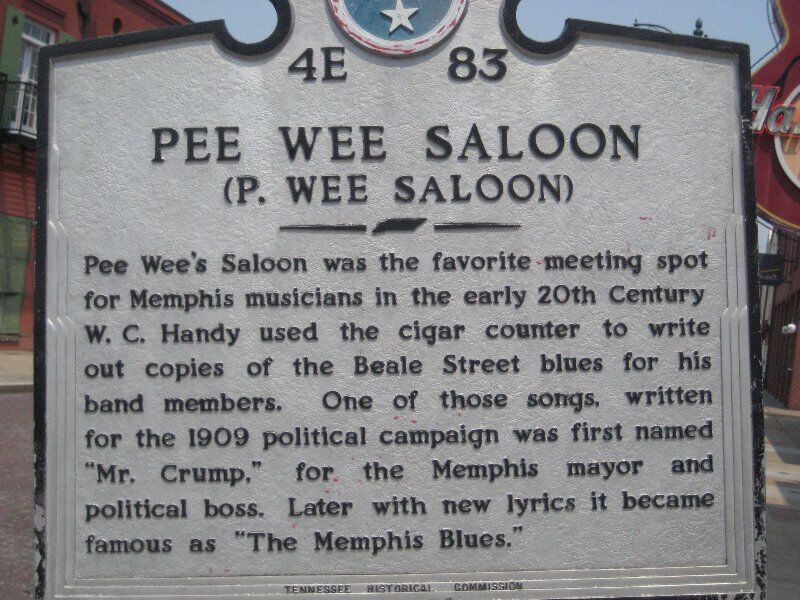 4E 83
PEE WEE SALOON
(P. WEE SALOON)
Pee Wee's Saloon was the favorite meeting spot
for Memphis musicians in the early 20th Century
W. C. Handy used the cigar counter to write
out copies of the Beale Street blues for his
band members. One of those songs, written
for the 1909 political campaign was first named
"Mr. Crump," for the Memphis mayor and
political boss. Later with new lyrics it became
famous as "The Memphis Blues."
TENNESSEE HISTORICAL COMMISSION
Ha